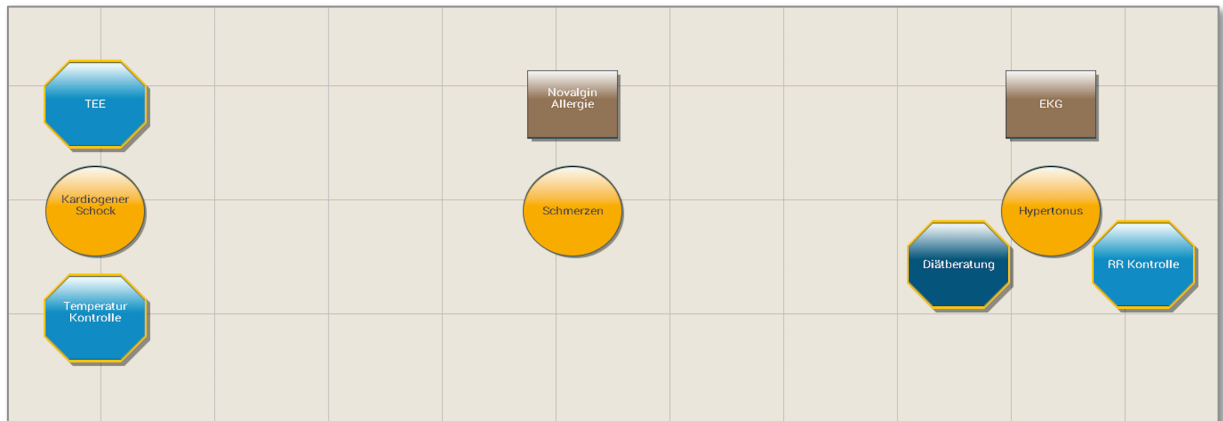 TEE
Novalgin
Allergie
EKG
Kardiogener
Schock
Schmerzen
Hypertonus
Diätberatung
RR Kontrolle
Temperatur
Kontrolle